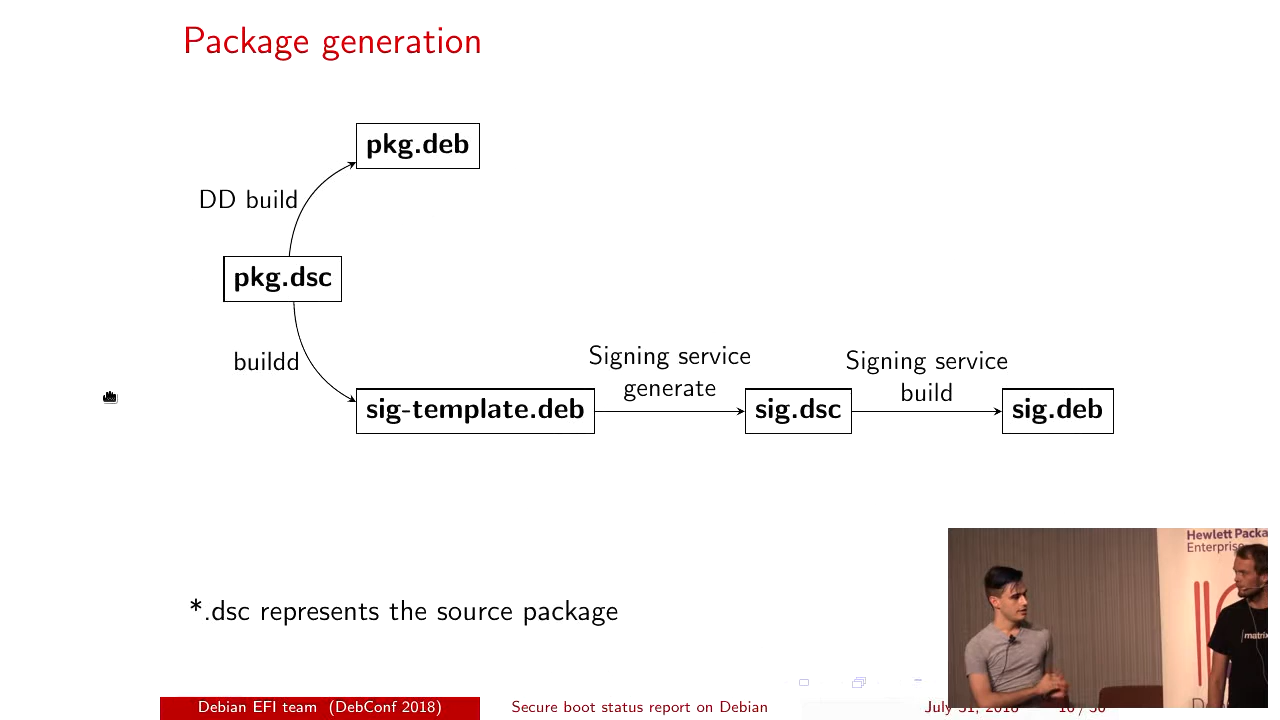 Package generation
pkg.deb
DD build
pkg.dsc
buildd
Signing service
generate
Signing service
build
sig-template.deb
sig.dsc
sig.deb
*.dsc represents the source package
Hewlett Packa
Enterprise
matrix
Debian EFI team (DebConf 2018)
Secure boot status report on Debian
July 31, 2018